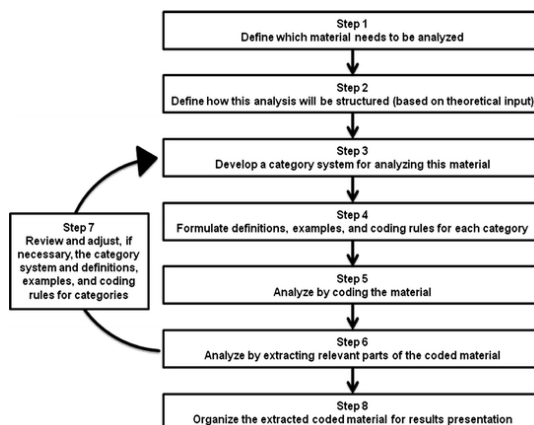 Step 1
Define which material needs to be analyzed
Step 2
Define how this analysis will be structured (based on theoretical input)
Step 3
Develop a category system for analyzing this material
Step 4
Formulate definitions, examples, and coding rules for each category
Step 5
Analyze by coding the material
Step 6
Analyze by extracting relevant parts of the coded material
Step 7
Review and adjust, if
necessary, the category
system and definitions,
examples, and coding
rules for categories
Step 8
Organize the extracted coded material for results presentation